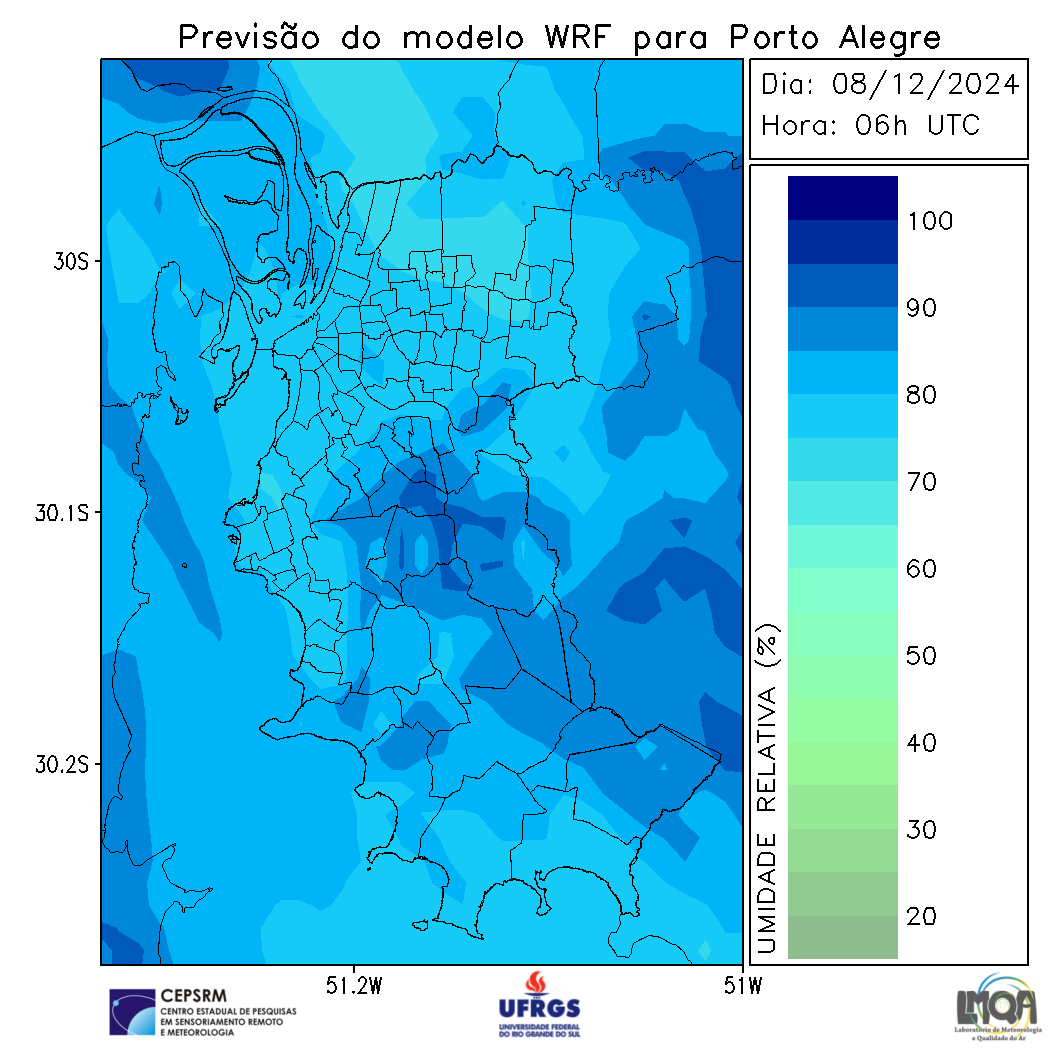 Previsão do modelo WRF para Porto Alegre
Dia: 08/12/2024
Hora: 06h UTC
100
90
80
70
60
50
40
30
20
UMIDADE RELATIVA (%)
30S
30.1S
30.2S
51.2W
51W
CEPSRM
CENTRO ESTADUAL DE PESQUISAS
EM SENSORIAMENTO REMOTO
E METEOROLOGIA
UFRGS
UNIVERSIDADE FEDERAL
DO RIO GRANDE DO SUL
LMQA
Laboratório de Meteorologia
e Qualidade do Ar